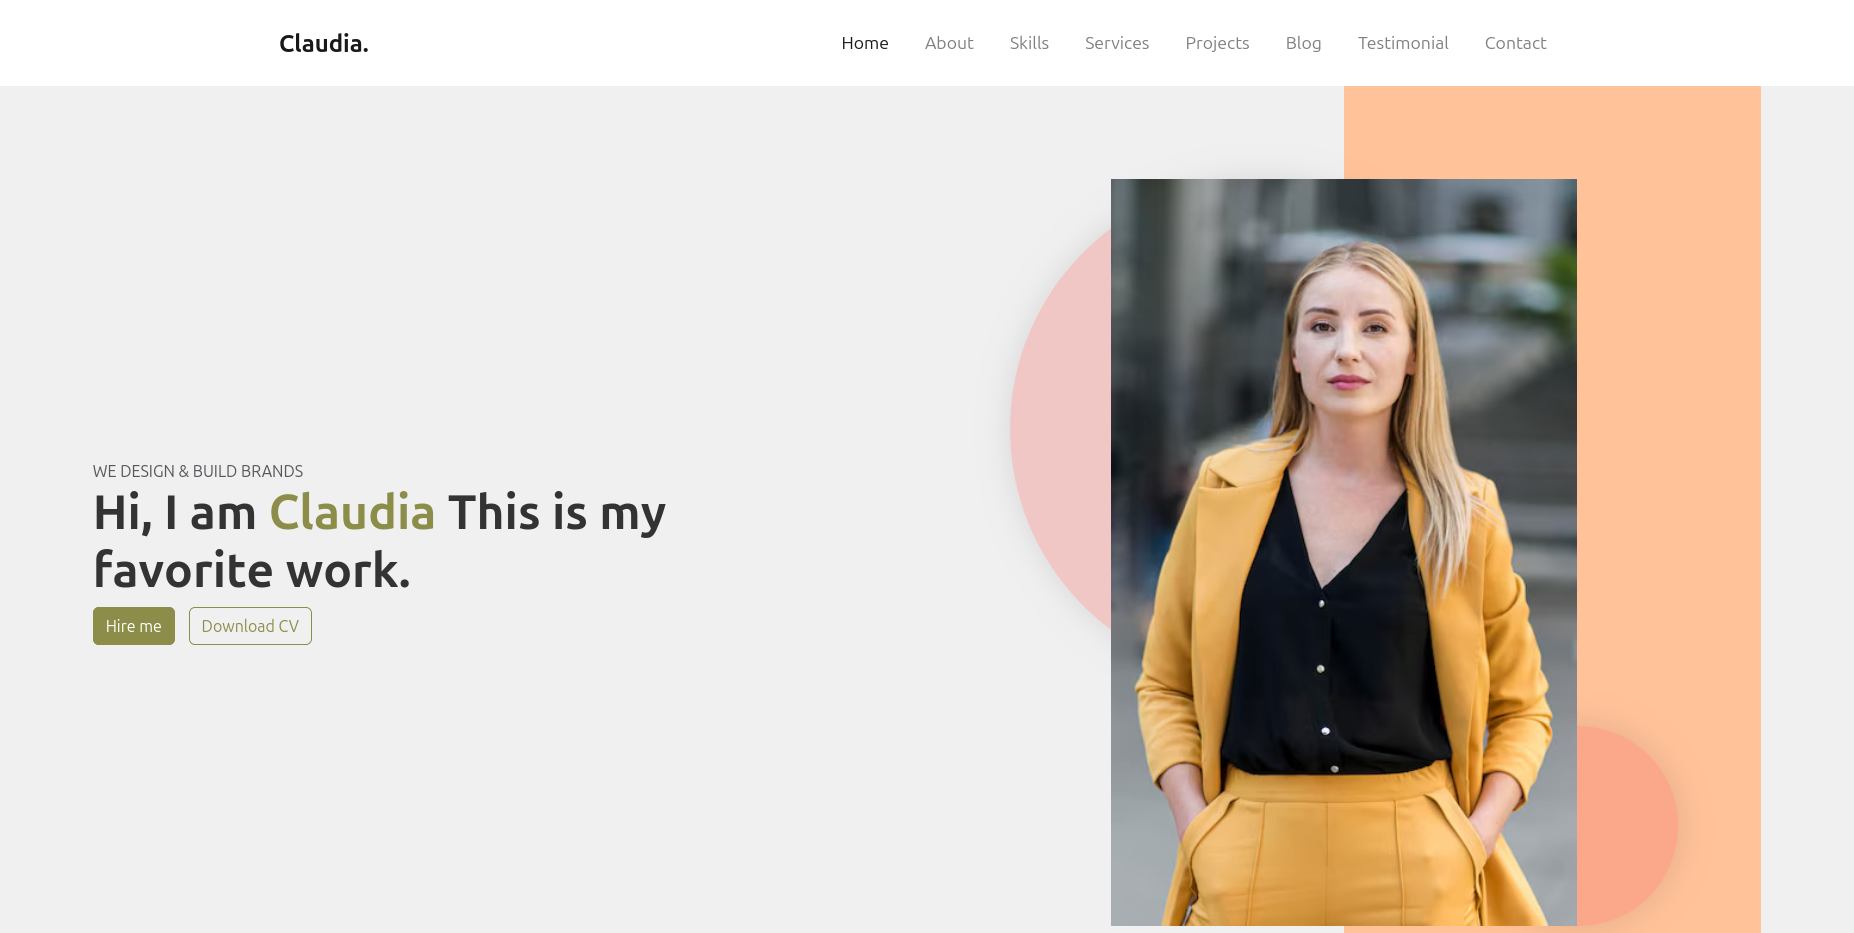 Claudia.
Home About Skills Services Projects Blog Testimonial Contact
WE DESIGN & BUILD BRANDS
Hi, I am Claudia This is my
favorite work.
Hire me Download CV